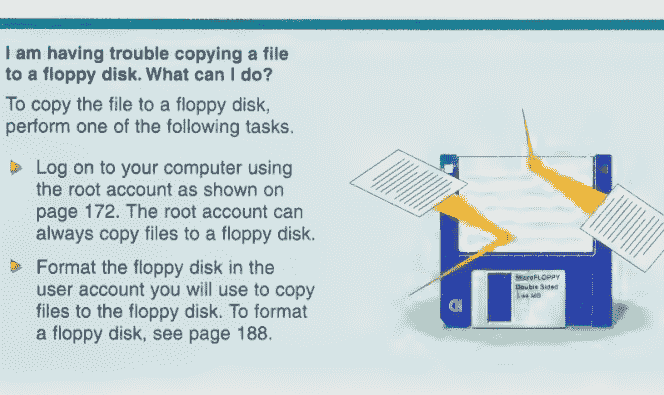 I am having trouble copying a file
to a floppy disk. What can I do?
To copy the file to a floppy disk,
perform one of the following tasks.
Log on to your computer using
the root account as shown on
page 172. The root account can
always copy files to a floppy disk.
Format the floppy disk in the
user account you will use to copy
files to the floppy disk. To format
a floppy disk, see page 188.
MicroFLOPPY
Double Sided